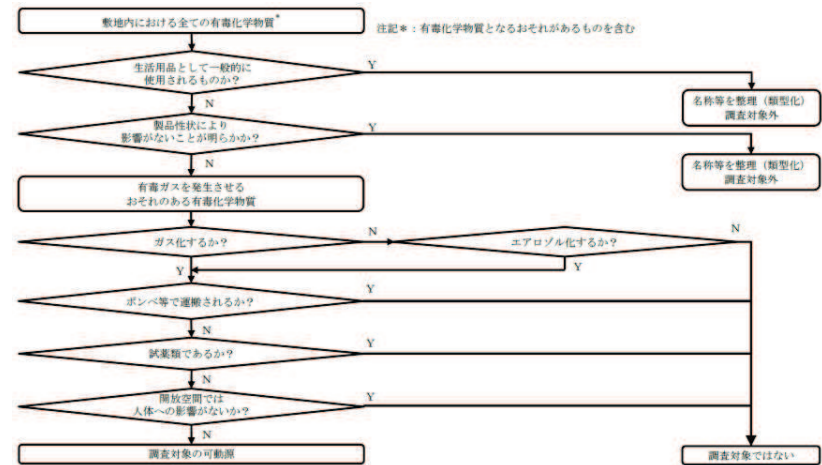 敷地内における全ての有毒化学物質*
注記＊：有毒化学物質となるおそれがあるものを含む
生活用品として一般的に
使用されるものか？
Y
N
名称等を整理（類型化）
調査対象外
製品性状により
影響がないことが明らかか？
Y
N
名称等を整理（類型化）
調査対象外
有毒ガスを発生させる
おそれのある有毒化学物質
ガス化するか？
N
エアロゾル化するか？
N
Y
Y
ボンベ等で運搬されるか？
Y
N
試薬類であるか？
Y
N
開放空間では
人体への影響がないか？
Y
N
調査対象の可動源
調査対象ではない